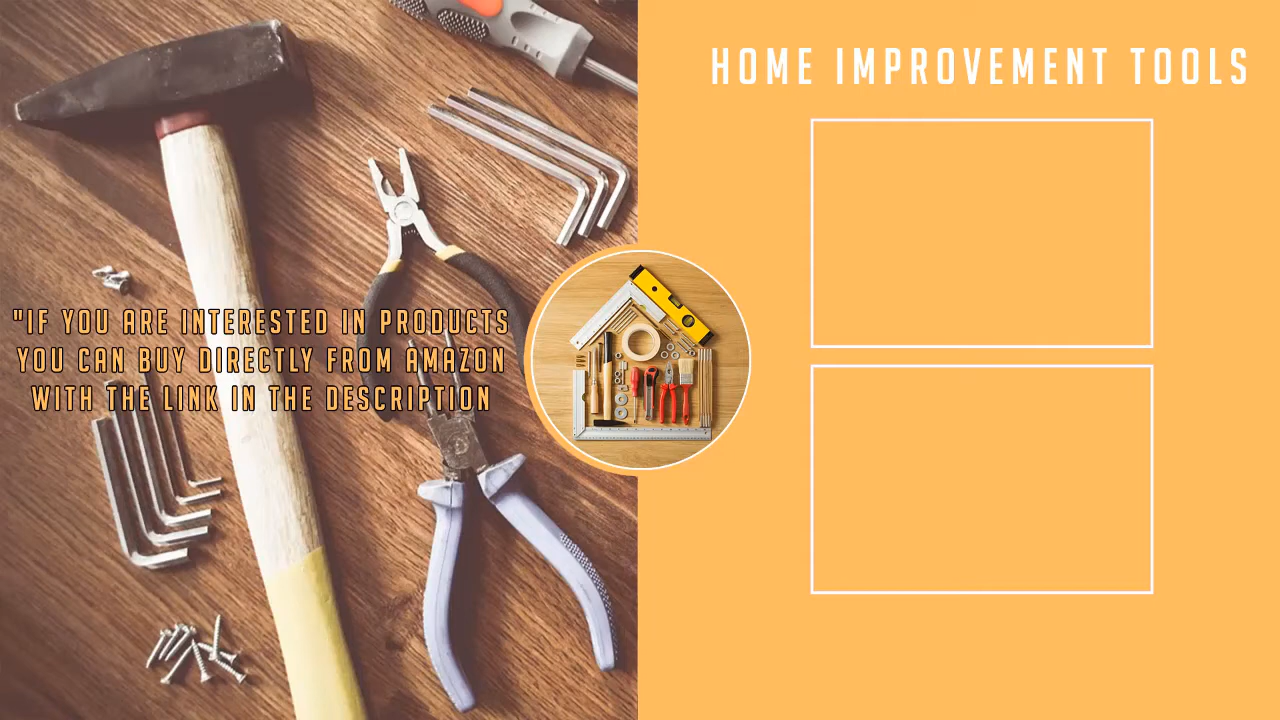 HOME IMPROVEMENT TOOLS
"IF YOU ARE INTERESTED IN PRODUCTS
YOU CAN BUY DIRECTLY FROM AMAZON
WITH THE LINK IN THE DESCRIPTION